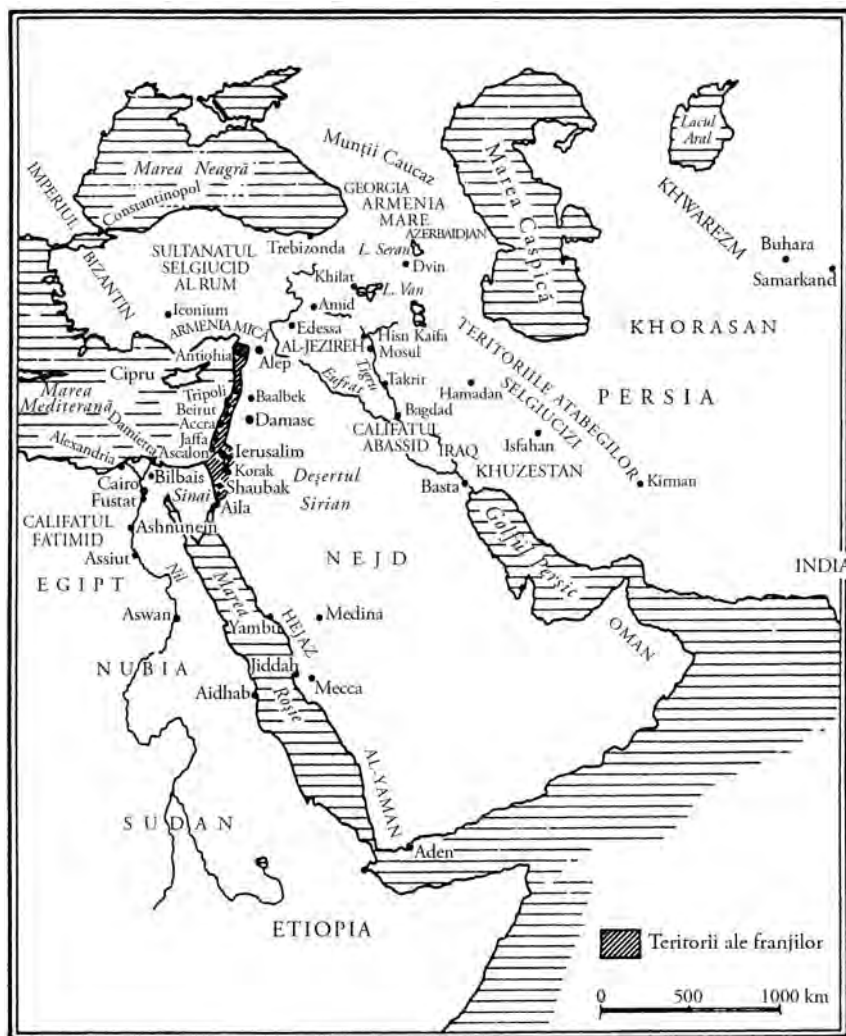 Lacul
Aral
Munții Caucaz
Marea Neagră
Marea Caspică
IMPERIUL
BIZANTIN
Constantinopol
GEORGIA
ARMENIA
MARE
AZERBAIDJAN
KHWAREZM
Trebizonda
L. Seran
Dvin
Buhara
Samarkand
SULTANATUL
SELGIUCID
AL RUM
Khilat
L. Van
Iconium
Amid
KHORASAN
ARMENIA MICĂ
Edessa
Hisn Kaifa
AL-JEZIREH
Mosul
TERITORIILE ATABEGILOR
SELGIUCIZI
Antiohia
Alep
Cipru
Tigru
Eufrat
Takrir
Hamadan
PERSIA
Marea
Mediterană
Tripoli
Baalbek
Beirut
Accra
Damasc
Bagdad
CALIFATUL
ABASSID
Jaffa
Isfahan
Alexandria
Damietta
Ascalon
Ierusalim
IRAQ
KHUZESTAN
Korak
Deșertul
Sirian
Kirman
Cairo
Bilbais
Sinai
Shaubak
Basta
Fustat
Aila
CALIFATUL
FATIMID
Ashnunein
Golful Persic
Assiut
NEJD
EGIPT
Nil
INDIA
Marea
Roșie
HEJAZ
Medina
Aswan
Yambu
OMAN
NUBIA
Jiddah
Mecca
Aidhab
AL-YAMAN
SUDAN
Aden
ETIOPIA
Teritorii ale franjilor
0 500 1000 km